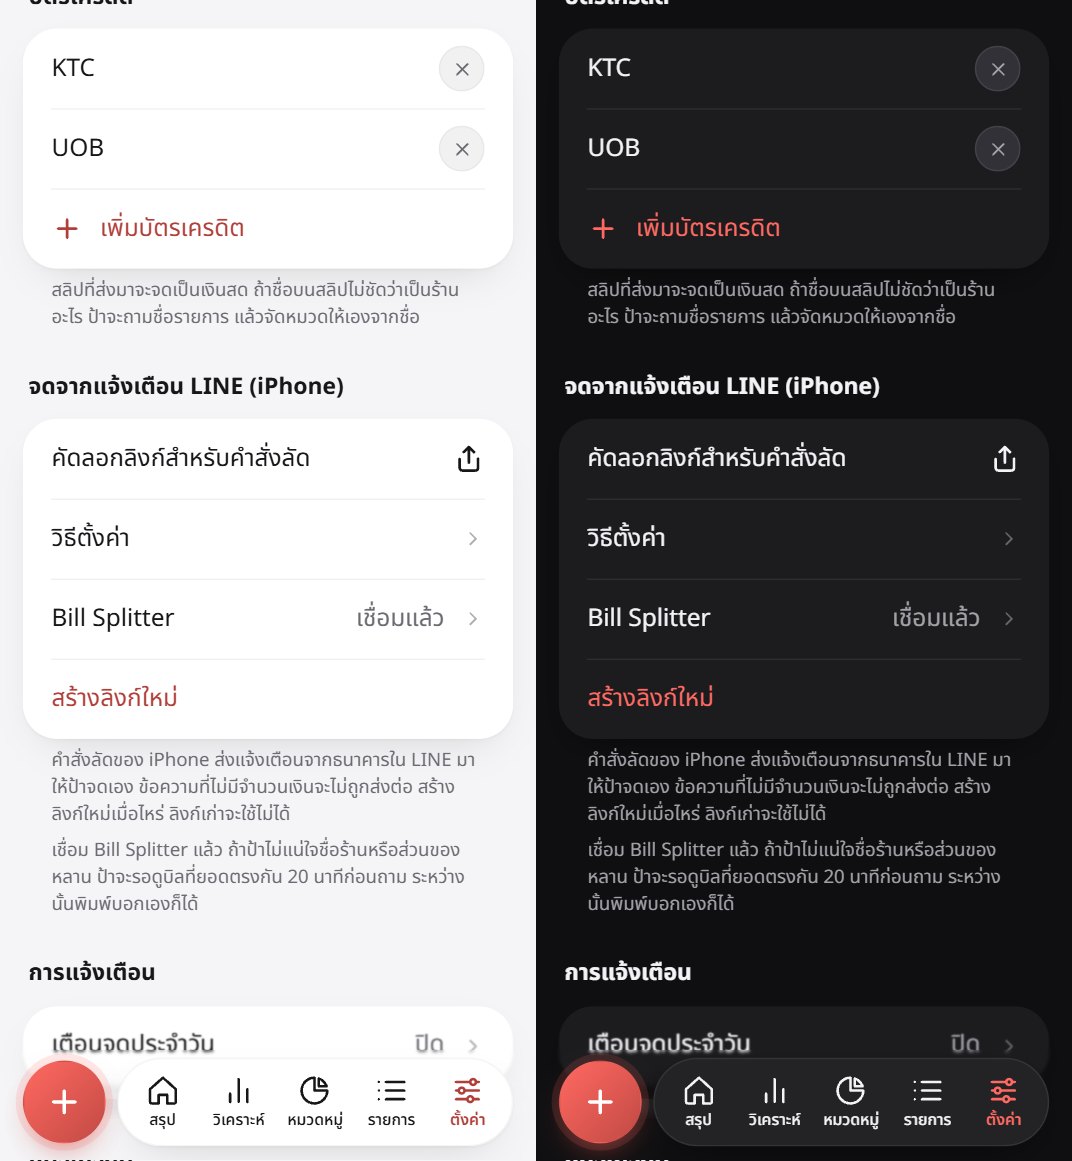 บัตรเครดิต
KTC
UOB
เพิ่มบัตรเครดิต
สลิปที่ส่งมาจะจดเป็นเงินสด ถ้าชื่อบนสลิปไม่ชัดว่าเป็นร้าน
อะไร ป้าจะถามชื่อรายการ แล้วจัดหมวดให้เองจากชื่อ
จดจากแจ้งเตือน LINE (iPhone)
คัดลอกลิงก์สำหรับคำสั่งลัด
วิธีตั้งค่า
Bill Splitter เชื่อมแล้ว
สร้างลิงก์ใหม่
คำสั่งลัดของ iPhone ส่งแจ้งเตือนจากธนาคารใน LINE มา
ให้ป้าจดเอง ข้อความที่ไม่มีจำนวนเงินจะไม่ถูกส่งต่อ สร้าง
ลิงก์ใหม่เมื่อไหร่ ลิงก์เก่าจะใช้ไม่ได้
เชื่อม Bill Splitter แล้ว ถ้าป้าไม่แน่ใจชื่อร้านหรือส่วนของ
หลาน ป้าจะรอดูบิลที่ยอดตรงกัน 20 นาทีก่อนถาม ระหว่าง
นั้นพิมพ์บอกเองก็ได้
การแจ้งเตือน
เตือนจดประจำวัน ปิด
สรุป วิเคราะห์ หมวดหมู่ รายการ ตั้งค่า
บัตรเครดิต
KTC
UOB
เพิ่มบัตรเครดิต
สลิปที่ส่งมาจะจดเป็นเงินสด ถ้าชื่อบนสลิปไม่ชัดว่าเป็นร้าน
อะไร ป้าจะถามชื่อรายการ แล้วจัดหมวดให้เองจากชื่อ
จดจากแจ้งเตือน LINE (iPhone)
คัดลอกลิงก์สำหรับคำสั่งลัด
วิธีตั้งค่า
Bill Splitter เชื่อมแล้ว
สร้างลิงก์ใหม่
คำสั่งลัดของ iPhone ส่งแจ้งเตือนจากธนาคารใน LINE มา
ให้ป้าจดเอง ข้อความที่ไม่มีจำนวนเงินจะไม่ถูกส่งต่อ สร้าง
ลิงก์ใหม่เมื่อไหร่ ลิงก์เก่าจะใช้ไม่ได้
เชื่อม Bill Splitter แล้ว ถ้าป้าไม่แน่ใจชื่อร้านหรือส่วนของ
หลาน ป้าจะรอดูบิลที่ยอดตรงกัน 20 นาทีก่อนถาม ระหว่าง
นั้นพิมพ์บอกเองก็ได้
การแจ้งเตือน
เตือนจดประจำวัน ปิด
สรุป วิเคราะห์ หมวดหมู่ รายการ ตั้งค่า